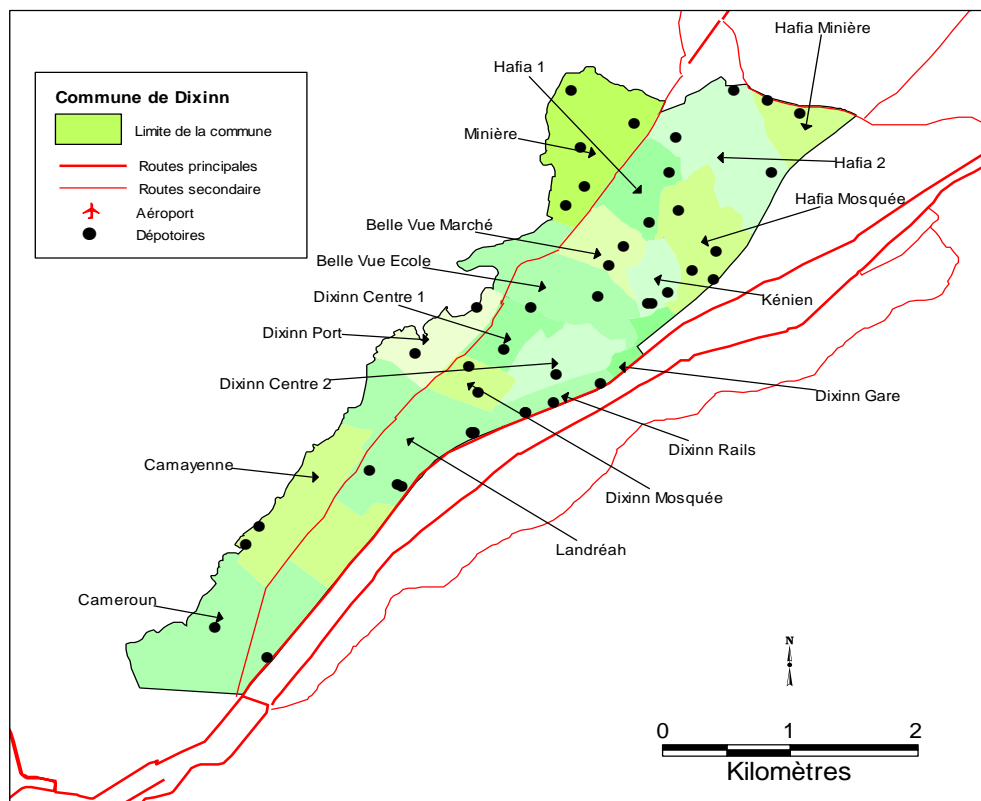 Hafia Minière
Hafia 1
Commune de Dixinn
Limite de la commune
Minière
Routes principales
Hafia 2
Routes secondaire
Hafia Mosquée
Aéroport
Belle Vue Marché
Dépotoires
Belle Vue Ecole
Dixinn Centre 1
Kénien
Dixinn Port
Dixinn Centre 2
Dixinn Gare
Dixinn Rails
Camayenne
Dixinn Mosquée
Landréah
Cameroun
N
0 1 2
Kilomètres